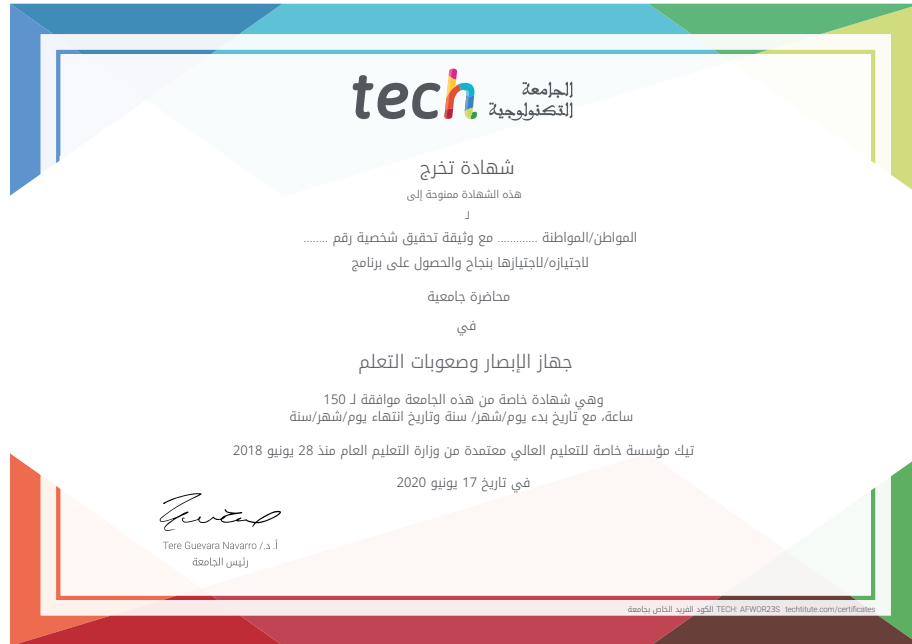 tech الجامعة
التكنولوجية
شهادة تخرج
هذه الشهادة ممنوحة إلى
لـ
المواطن/المواطنة ............ مع وثيقة تحقيق شخصية رقم ........
لاجتيازه/لاجتيازها بنجاح والحصول على برنامج
محاضرة جامعية
في
جهاز الإبصار وصعوبات التعلم
وهي شهادة خاصة من هذه الجامعة موافقة لـ 150
ساعة، مع تاريخ بدء يوم/شهر/ سنة وتاريخ انتهاء يوم/شهر/سنة
تيك مؤسسة خاصة للتعليم العالي معتمدة من وزارة التعليم العام منذ 28 يونيو 2018
في تاريخ 17 يونيو 2020
أ. د./ Tere Guevara Navarro
رئيس الجامعة
الكود الفريد الخاص بجامعة TECH: AFWOR23S techtitute.com/certificates